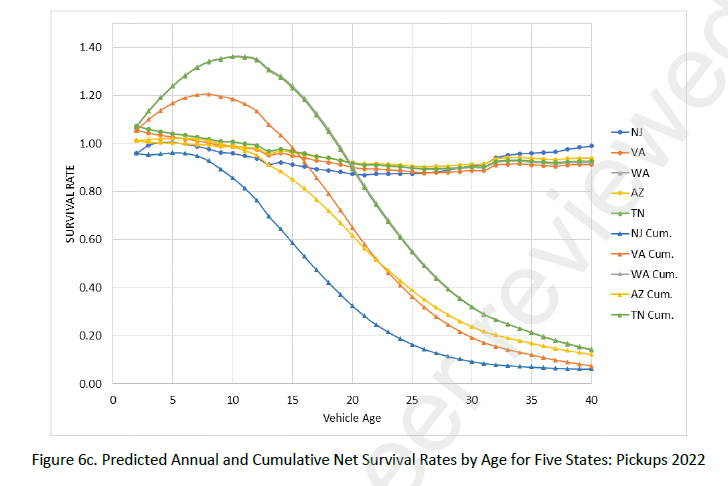 1.40
1.20
1.00
0.80
0.60
0.40
0.20
0.00
SURVIVAL RATE
0
5
10
15
20
25
30
35
40
Vehicle Age
NJ
VA
WA
AZ
TN
NJ Cum.
VA Cum.
WA Cum.
AZ Cum.
TN Cum.
Figure 6c. Predicted Annual and Cumulative Net Survival Rates by Age for Five States: Pickups 2022